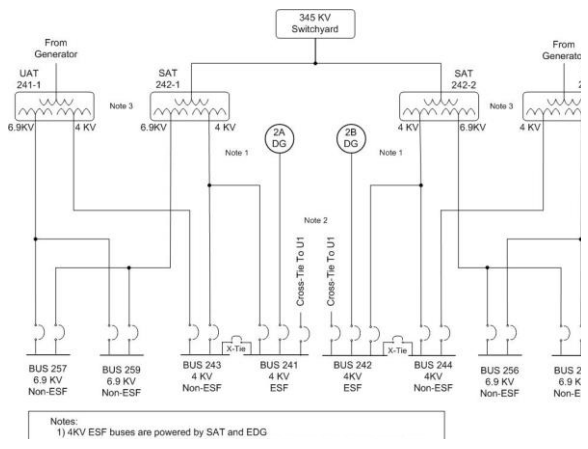 345 KV
Switchyard
From
Generator
From
Generator
UAT
241-1
SAT
242-1
SAT
242-2
Note 3
Note 3
6.9KV
4 KV
6.9KV
4 KV
4 KV
6.9KV
4 KV
2A
DG
2B
DG
Note 1
Note 1
Note 2
Cross-Tie To U1
Cross-Tie To U1
X-Tie
X-Tie
BUS 257
6.9 KV
Non-ESF
BUS 259
6.9 KV
Non-ESF
BUS 243
4 KV
Non-ESF
BUS 241
4 KV
ESF
BUS 242
4KV
ESF
BUS 244
4KV
Non-ESF
BUS 256
6.9 KV
Non-ESF
BUS 2
6.9 K
Non-E
Notes:
1) 4KV ESF buses are powered by SAT and EDG